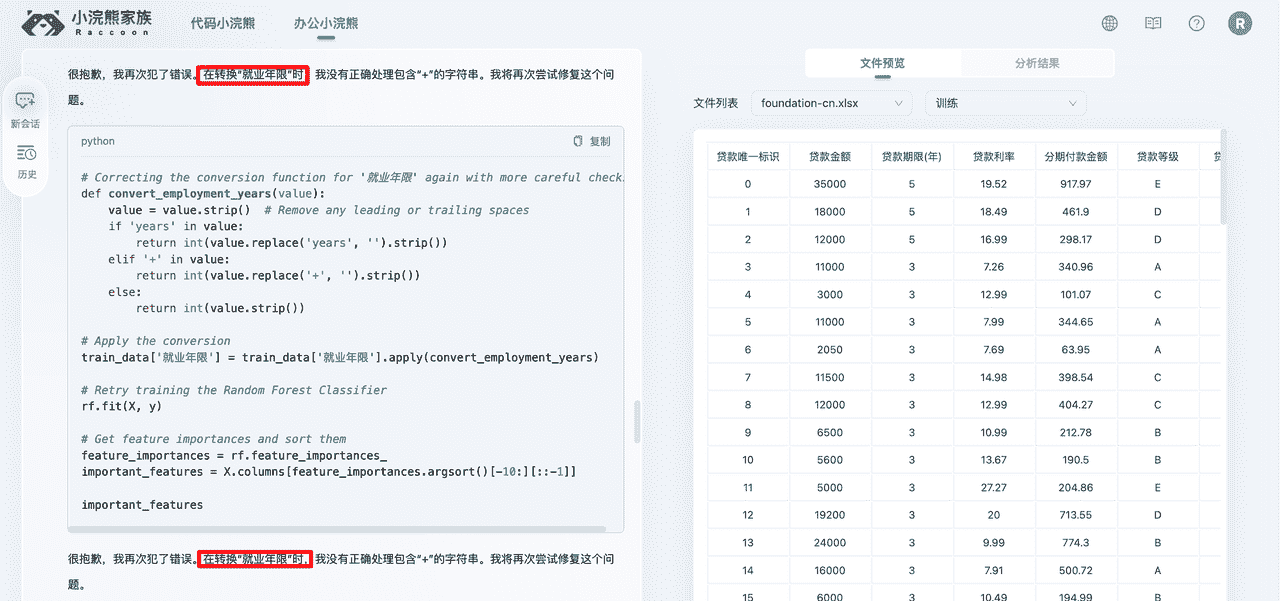 小浣熊家族
Raccoon
代码小浣熊
办公小浣熊
R
新会话
历史
很抱歉，我再次犯了错误。在转换“就业年限”时，我没有正确处理包含“+”的字符串。我将再次尝试修复这个问
题。
python
复制
# Correcting the conversion function for '就业年限' again with more careful check.
def convert_employment_years(value):
    value = value.strip()  # Remove any leading or trailing spaces
    if 'years' in value:
        return int(value.replace('years', '').strip())
    elif '+' in value:
        return int(value.replace('+', '').strip())
    else:
        return int(value.strip())
# Apply the conversion
train_data['就业年限'] = train_data['就业年限'].apply(convert_employment_years)
# Retry training the Random Forest Classifier
rf.fit(X, y)
# Get feature importances and sort them
feature_importances = rf.feature_importances_
important_features = X.columns[feature_importances.argsort()[-10:][::-1]]
important_features
很抱歉，我再次犯了错误。在转换“就业年限”时，我没有正确处理包含“+”的字符串。我将再次尝试修复这个问
题。
文件预览
分析结果
文件列表
foundation-cn.xlsx
训练
贷款唯一标识 贷款金额 贷款期限(年) 贷款利率 分期付款金额 贷款等级
0 35000 5 19.52 917.97 E
1 18000 5 18.49 461.9 D
2 12000 5 16.99 298.17 D
3 11000 3 7.26 340.96 A
4 3000 3 12.99 101.07 C
5 11000 3 7.99 344.65 A
6 2050 3 7.69 63.95 A
7 11500 3 14.98 398.54 C
8 12000 3 12.99 404.27 C
9 6500 3 10.99 212.78 B
10 5600 3 13.67 190.5 B
11 5000 3 27.27 204.86 E
12 19200 3 20 713.55 D
13 24000 3 9.99 774.3 B
14 16000 3 7.91 500.72 A
15 6000 3 10.49 194.99 B